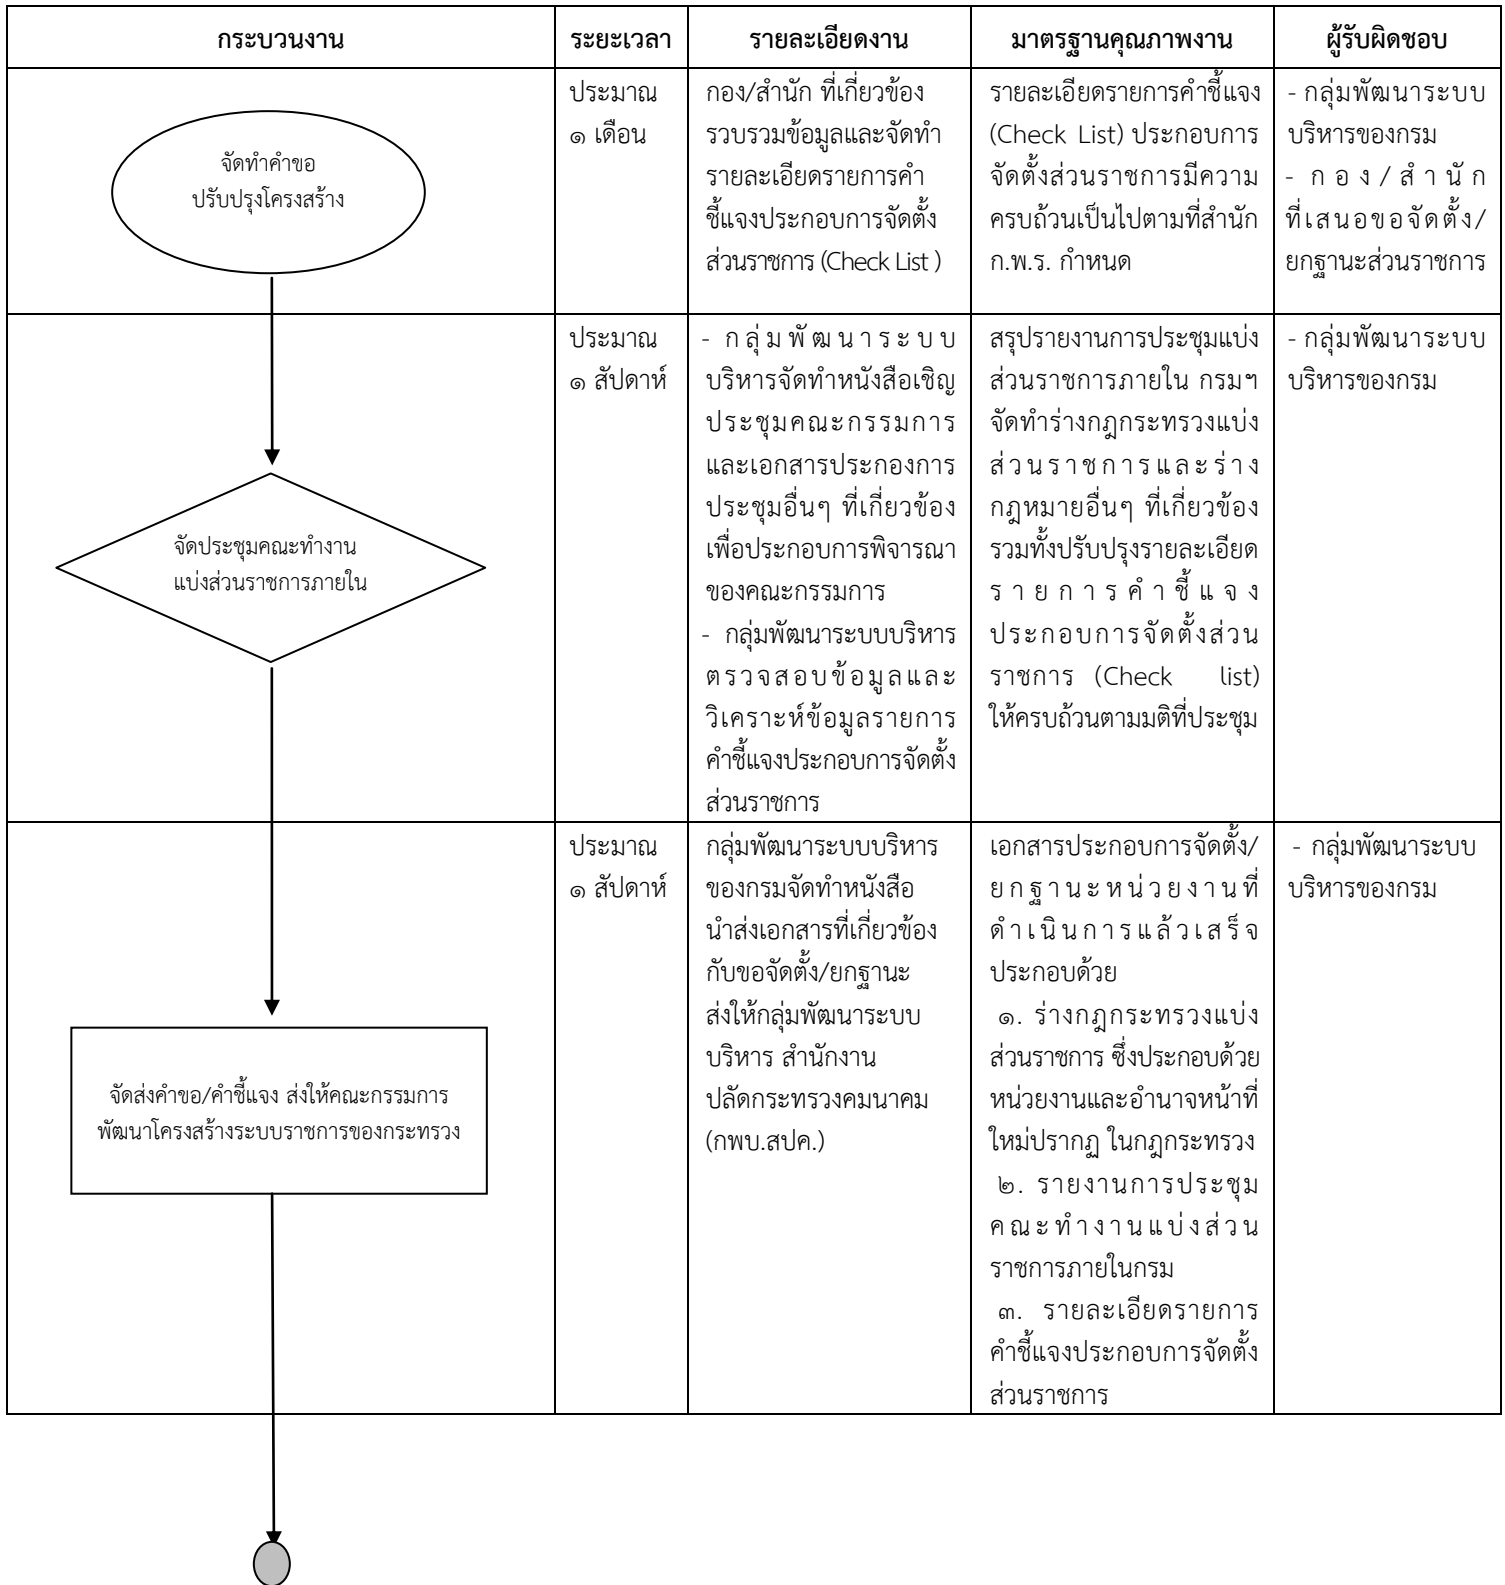 กระบวนงาน
ระยะเวลา
รายละเอียดงาน
มาตรฐานคุณภาพงาน
ผู้รับผิดชอบ
จัดทำคำขอ
ปรับปรุงโครงสร้าง
ประมาณ
๑ เดือน
กอง/สำนัก ที่เกี่ยวข้อง
รวบรวมข้อมูลและจัดทำ
รายละเอียดรายการคำ
ชี้แจงประกอบการจัดตั้ง
ส่วนราชการ (Check List )
รายละเอียดรายการคำชี้แจง
(Check List) ประกอบการ
จัดตั้งส่วนราชการมีความ
ครบถ้วนเป็นไปตามที่สำนัก
ก.พ.ร. กำหนด
- กลุ่มพัฒนาระบบ
บริหารของกรม
- กอง/สำนัก
ที่เสนอขอจัดตั้ง/
ยกฐานะส่วนราชการ
จัดประชุมคณะทำงาน
แบ่งส่วนราชการภายใน
ประมาณ
๑ สัปดาห์
- กลุ่มพัฒนาระบบ
บริหารจัดทำหนังสือเชิญ
ประชุมคณะกรรมการ
และเอกสารประกองการ
ประชุมอื่นๆ ที่เกี่ยวข้อง
เพื่อประกอบการพิจารณา
ของคณะกรรมการ
- กลุ่มพัฒนาระบบบริหาร
ตรวจสอบข้อมูลและ
วิเคราะห์ข้อมูลรายการ
คำชี้แจงประกอบการจัดตั้ง
ส่วนราชการ
สรุปรายงานการประชุมแบ่ง
ส่วนราชการภายใน กรมฯ
จัดทำร่างกฎกระทรวงแบ่ง
ส่วนราชการและร่าง
กฎหมายอื่นๆ ที่เกี่ยวข้อง
รวมทั้งปรับปรุงรายละเอียด
รายการคำชี้แจง
ประกอบการจัดตั้งส่วน
ราชการ (Check list)
ให้ครบถ้วนตามมติที่ประชุม
- กลุ่มพัฒนาระบบ
บริหารของกรม
จัดส่งคำขอ/คำชี้แจง ส่งให้คณะกรรมการ
พัฒนาโครงสร้างระบบราชการของกระทรวง
ประมาณ
๑ สัปดาห์
กลุ่มพัฒนาระบบบริหาร
ของกรมจัดทำหนังสือ
นำส่งเอกสารที่เกี่ยวข้อง
กับขอจัดตั้ง/ยกฐานะ
ส่งให้กลุ่มพัฒนาระบบ
บริหาร สำนักงาน
ปลัดกระทรวงคมนาคม
(กพบ.สปค.)
เอกสารประกอบการจัดตั้ง/
ยกฐานะหน่วยงานที่
ดำเนินการแล้วเสร็จ
ประกอบด้วย
๑. ร่างกฎกระทรวงแบ่ง
ส่วนราชการ ซึ่งประกอบด้วย
หน่วยงานและอำนาจหน้าที่
ใหม่ปรากฏ ในกฎกระทรวง
๒. รายงานการประชุม
คณะทำงานแบ่งส่วน
ราชการภายในกรม
๓. รายละเอียดรายการ
คำชี้แจงประกอบการจัดตั้ง
ส่วนราชการ
- กลุ่มพัฒนาระบบ
บริหารของกรม